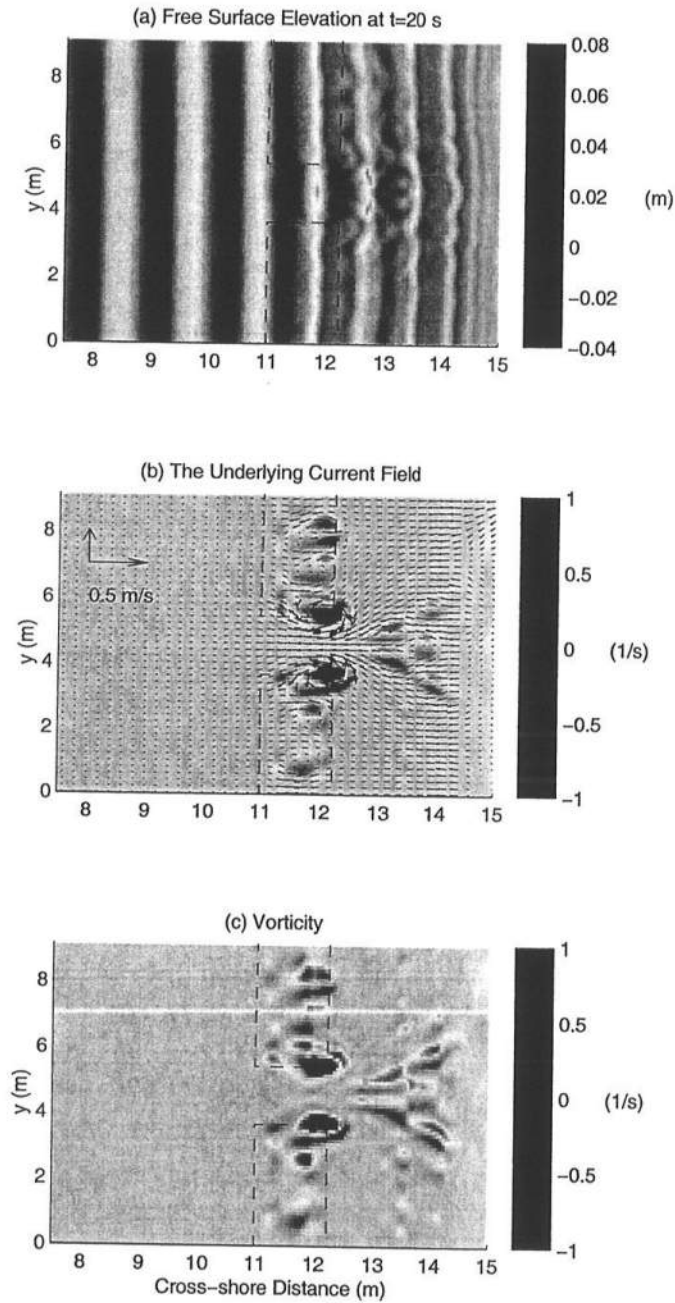 (a) Free Surface Elevation at t=20 s
0.08
8
0.06
6
0.04
y (m)
4
0.02
(m)
0
2
−0.02
0
−0.04
8 9 10 11 12 13 14 15
(b) The Underlying Current Field
1
8
0.5
0.5 m/s
6
y (m)
4
0
(1/s)
2
−0.5
0
−1
8 9 10 11 12 13 14 15
(c) Vorticity
1
8
0.5
6
y (m)
4
0
(1/s)
2
−0.5
0
−1
8 9 10 11 12 13 14 15
Cross−shore Distance (m)